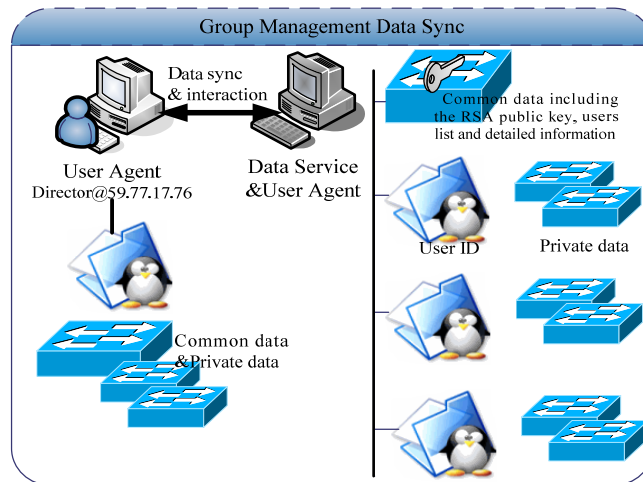 Group Management Data Sync
Data sync
& interaction
User Agent
Director@59.77.17.76
Data Service
&User Agent
Common data including
the RSA public key, users
list and detailed information
User ID
Private data
Common data
&Private data